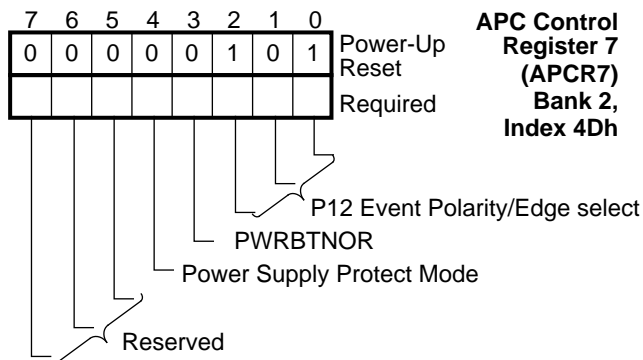 7 6 5 4 3 2 1 0
APC Control
Register 7
(APCR7)
Bank 2,
Index 4Dh
0 0 0 0 0 1 0 1
Power-Up
Reset
Required
P12 Event Polarity/Edge select
PWRBTNOR
Power Supply Protect Mode
Reserved